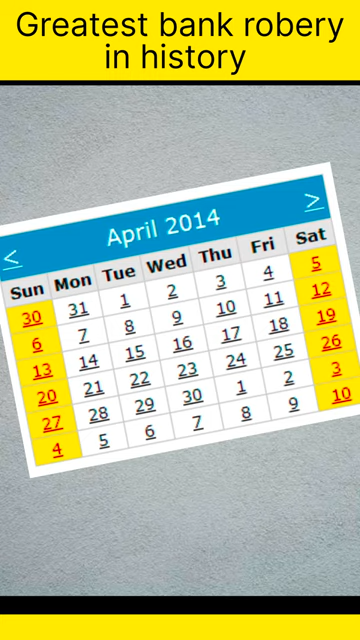 Greatest bank robery
in history
< April 2014 >
Sun Mon Tue Wed Thu Fri Sat
30 31 1 2 3 4 5
6 7 8 9 10 11 12
13 14 15 16 17 18 19
20 21 22 23 24 25 26
27 28 29 30 1 2 3
4 5 6 7 8 9 10